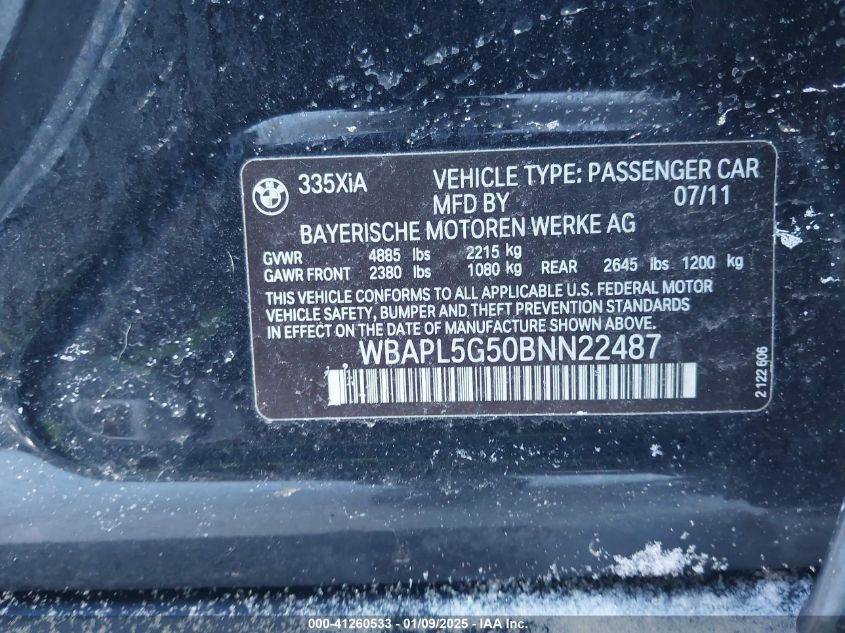 335XiA VEHICLE TYPE: PASSENGER CAR
MFD BY 07/11
BAYERISCHE MOTOREN WERKE AG
GVWR 4885 lbs 2215 kg
GAWR FRONT 2380 lbs 1080 kg REAR 2645 lbs 1200 kg
THIS VEHICLE CONFORMS TO ALL APPLICABLE U.S. FEDERAL MOTOR
VEHICLE SAFETY, BUMPER AND THEFT PREVENTION STANDARDS
IN EFFECT ON THE DATE OF MANUFACTURE SHOWN ABOVE.
WBAPL5G50BNN22487
2 122 606
000-41260533 - 01/09/2025 - IAA Inc.